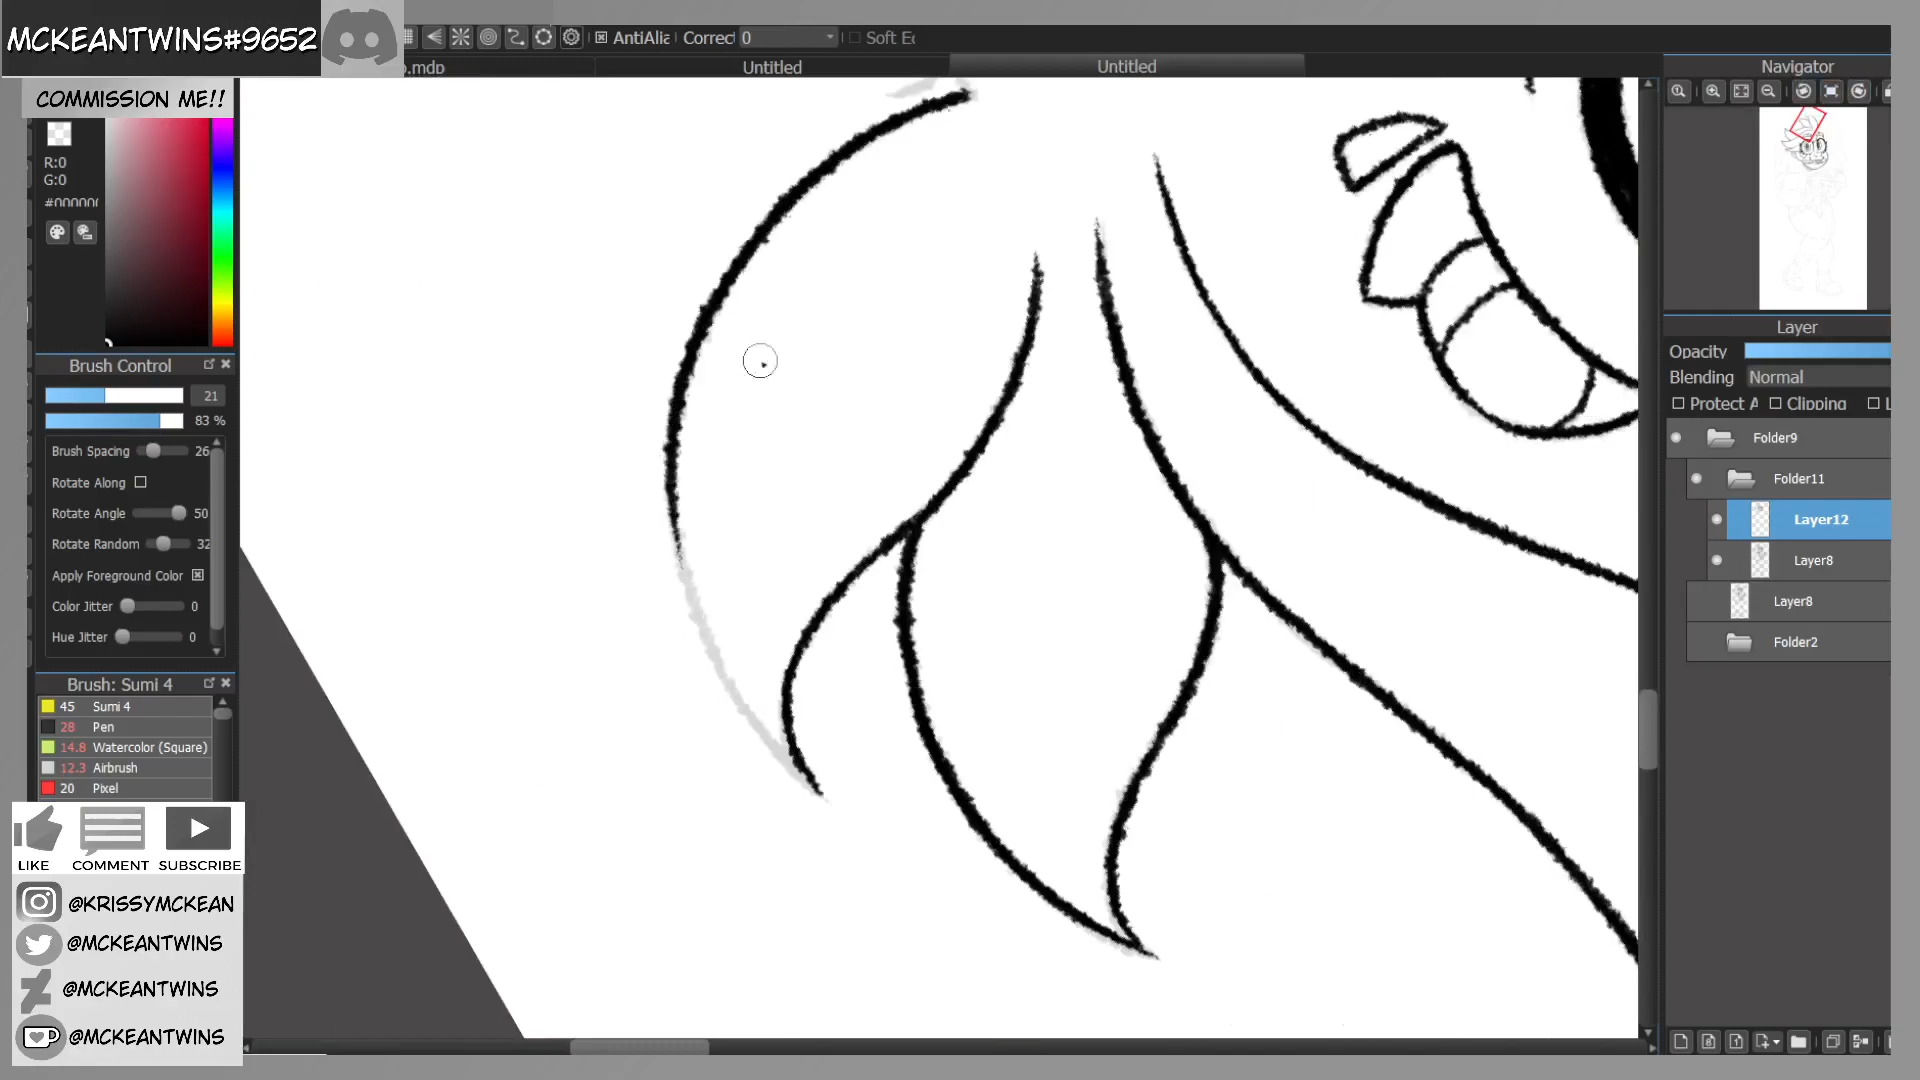 MCKEANTWINS#9652
COMMISSION ME!!
AntiAlia
Correct
0
Soft Ec
.mdp
Untitled
Untitled
R:0
G:0
#000000
Brush Control
21
83 %
Brush Spacing
26
Rotate Along
Rotate Angle
50
Rotate Random
32
Apply Foreground Color
Color Jitter
0
Hue Jitter
0
Brush: Sumi 4
45 Sumi 4
28 Pen
14.8 Watercolor (Square)
12.3 Airbrush
20 Pixel
LIKE
COMMENT
SUBSCRIBE
@KRISSYMCKEAN
@MCKEANTWINS
@MCKEANTWINS
@MCKEANTWINS
Navigator
Layer
Opacity
Blending
Normal
Protect A
Clipping
L
Folder9
Folder11
Layer12
Layer8
Layer8
Folder2